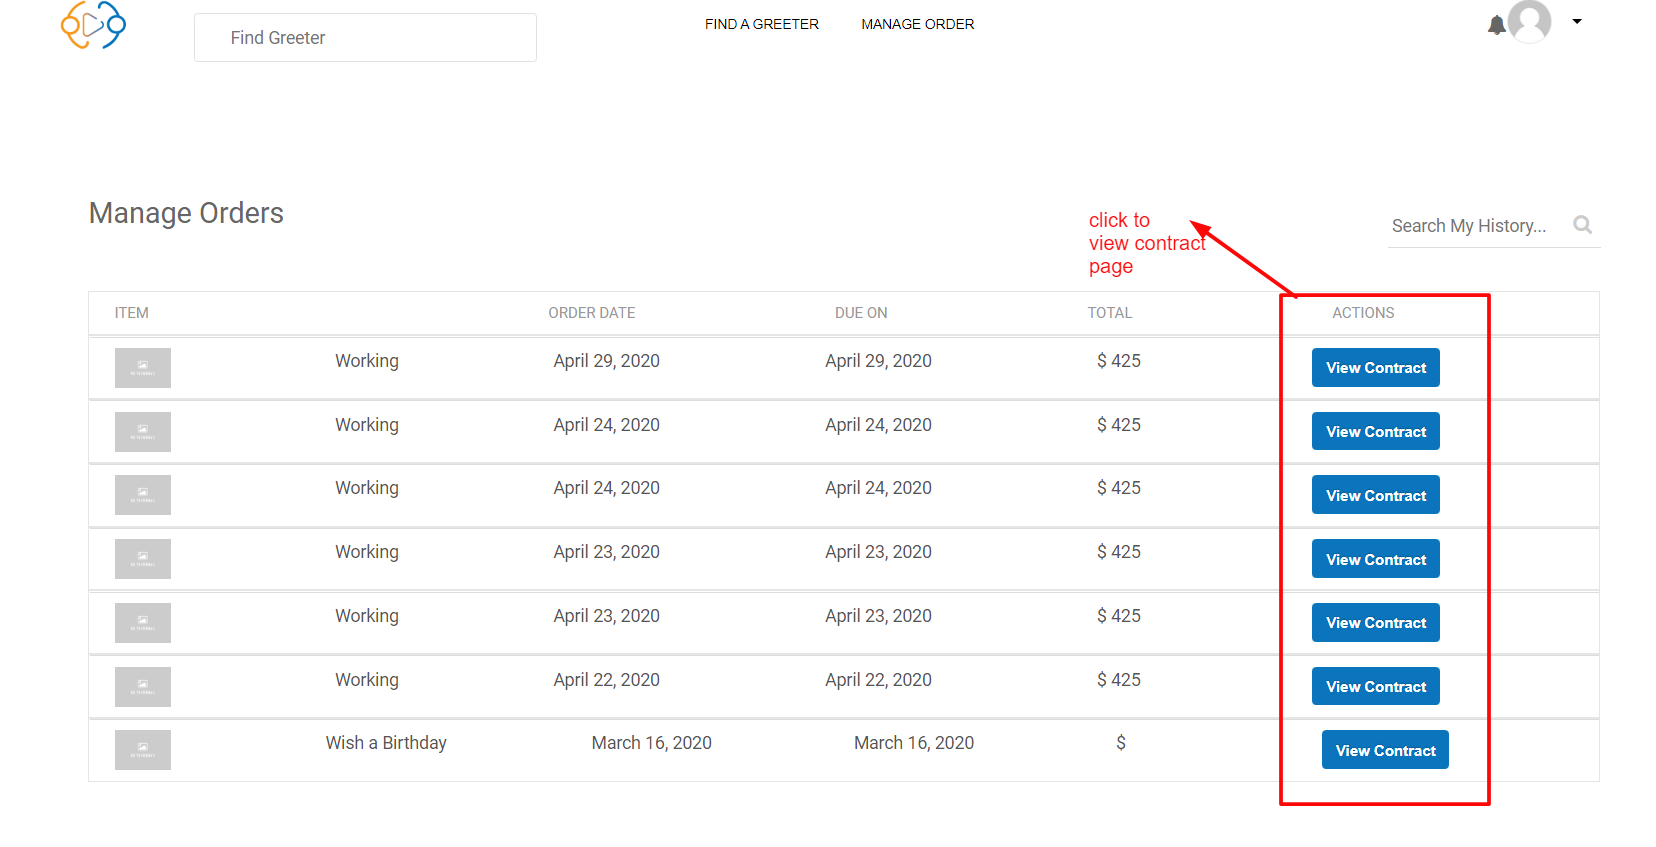 Find Greeter
FIND A GREETER
MANAGE ORDER
Manage Orders
click to
view contract
page
Search My History...
ITEM ORDER DATE DUE ON TOTAL ACTIONS
Working April 29, 2020 April 29, 2020 $ 425 View Contract
Working April 24, 2020 April 24, 2020 $ 425 View Contract
Working April 24, 2020 April 24, 2020 $ 425 View Contract
Working April 23, 2020 April 23, 2020 $ 425 View Contract
Working April 23, 2020 April 23, 2020 $ 425 View Contract
Working April 22, 2020 April 22, 2020 $ 425 View Contract
Wish a Birthday March 16, 2020 March 16, 2020 $ View Contract